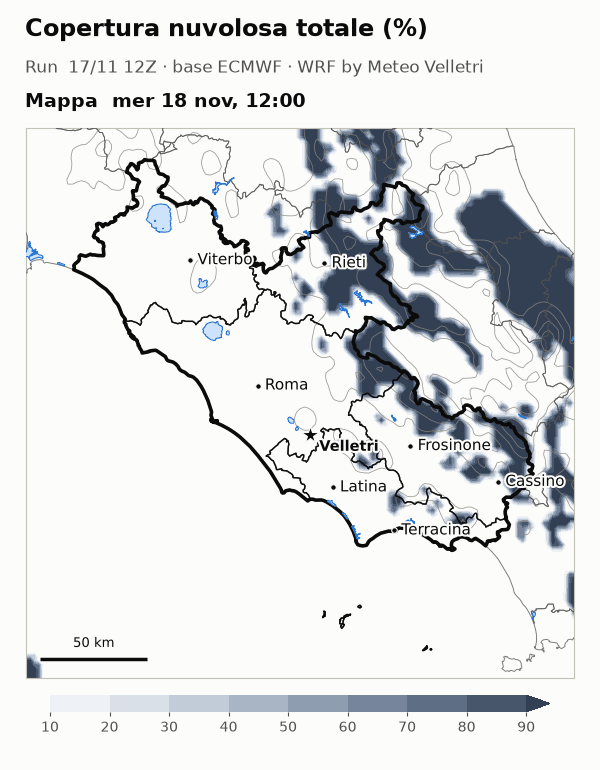 Copertura nuvolosa totale (%)
Run  17/11 12Z · base ECMWF · WRF by Meteo Velletri
Mappa  mer 18 nov, 12:00
Viterbo
Rieti
Roma
Velletri
Frosinone
Cassino
Latina
Terracina
50 km
10 20 30 40 50 60 70 80 90